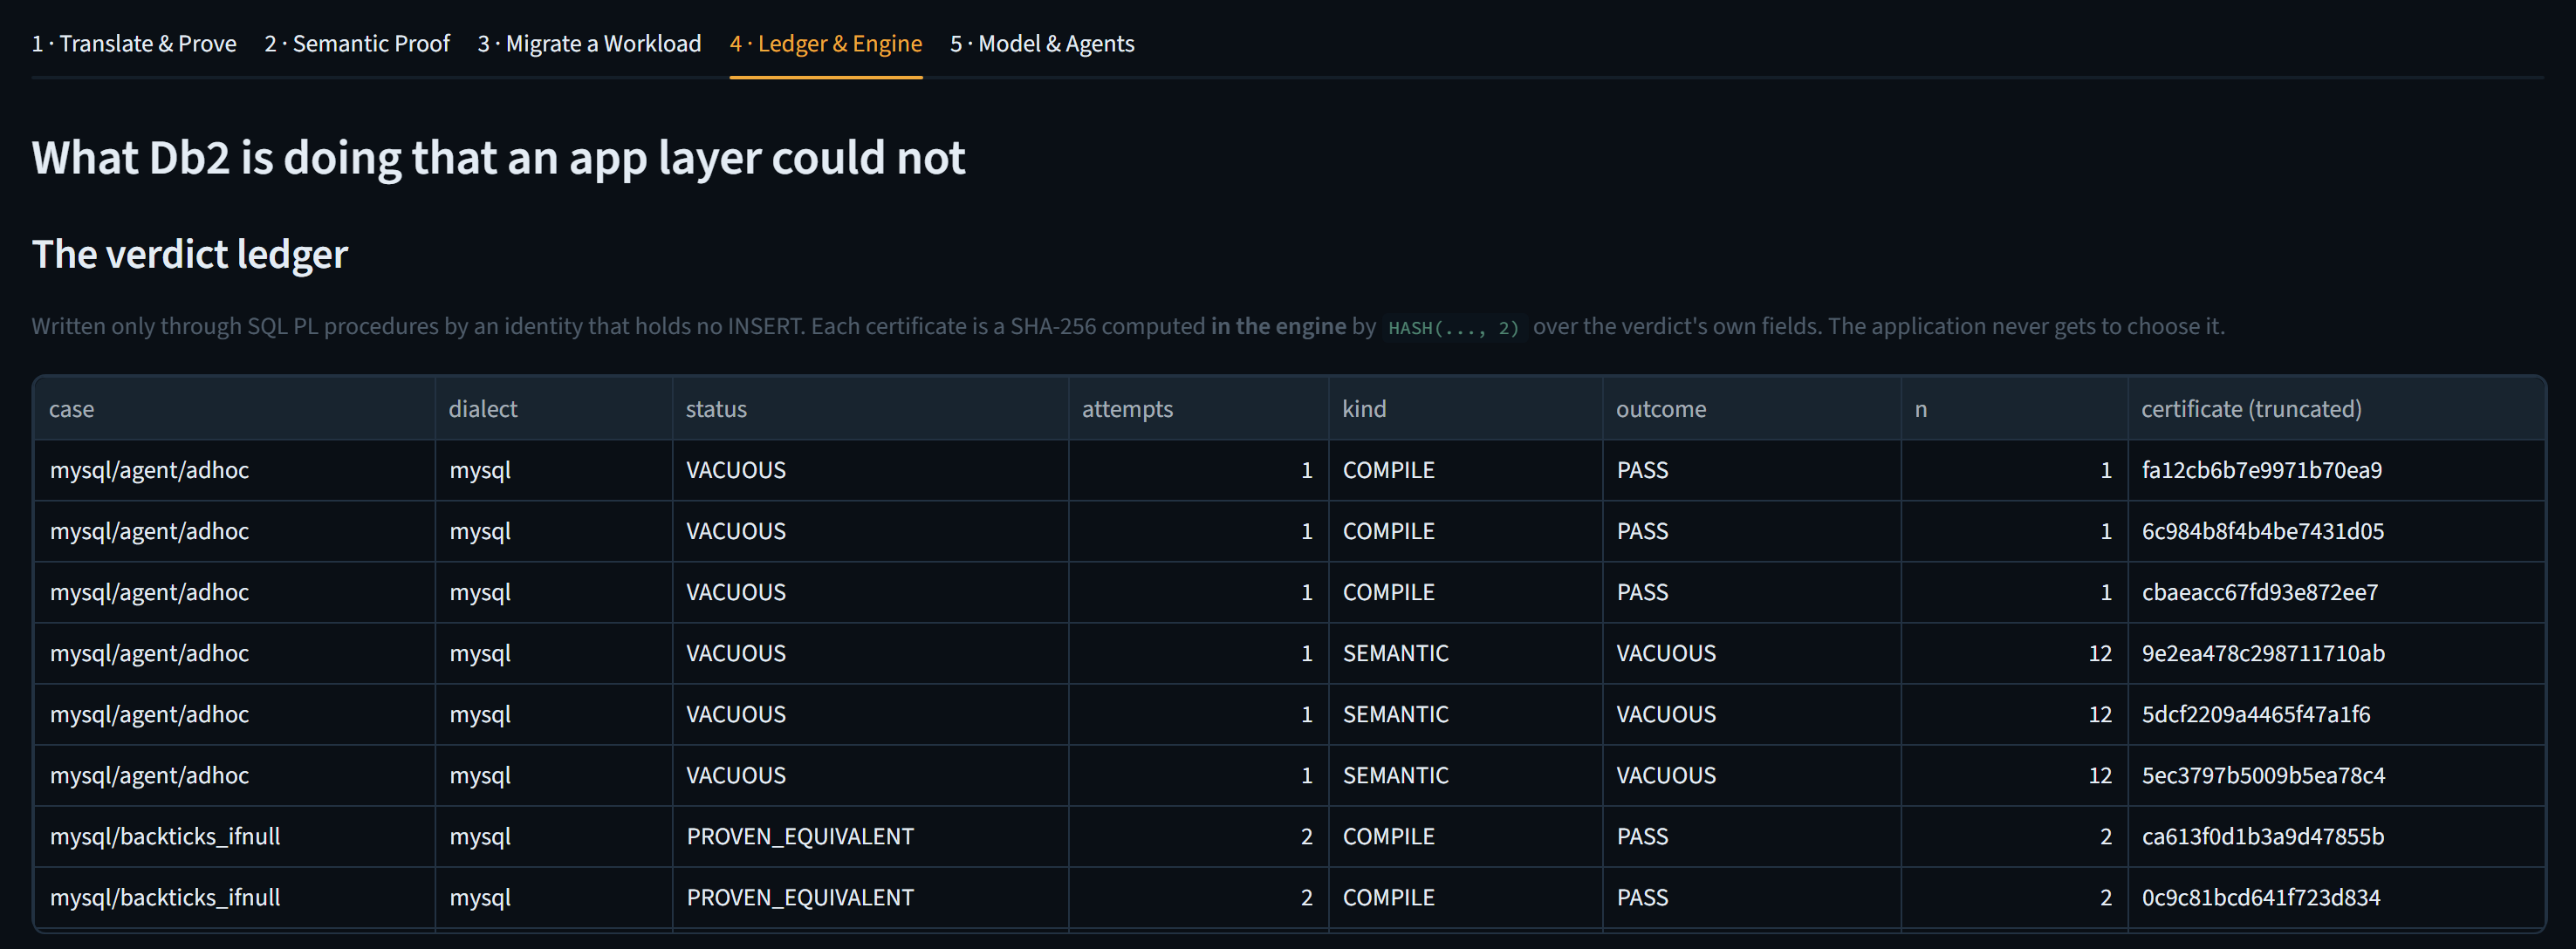 1 · Translate & Prove 2 · Semantic Proof 3 · Migrate a Workload 4 · Ledger & Engine 5 · Model & Agents
What Db2 is doing that an app layer could not
The verdict ledger
Written only through SQL PL procedures by an identity that holds no INSERT. Each certificate is a SHA-256 computed in the engine by HASH(..., 2) over the verdict's own fields. The application never gets to choose it.
case dialect status attempts kind outcome n certificate (truncated)
mysql/agent/adhoc mysql VACUOUS 1 COMPILE PASS 1 fa12cb6b7e9971b70ea9
mysql/agent/adhoc mysql VACUOUS 1 COMPILE PASS 1 6c984b8f4b4be7431d05
mysql/agent/adhoc mysql VACUOUS 1 COMPILE PASS 1 cbaeacc67fd93e872ee7
mysql/agent/adhoc mysql VACUOUS 1 SEMANTIC VACUOUS 12 9e2ea478c298711710ab
mysql/agent/adhoc mysql VACUOUS 1 SEMANTIC VACUOUS 12 5dcf2209a4465f47a1f6
mysql/agent/adhoc mysql VACUOUS 1 SEMANTIC VACUOUS 12 5ec3797b5009b5ea78c4
mysql/backticks_ifnull mysql PROVEN_EQUIVALENT 2 COMPILE PASS 2 ca613f0d1b3a9d47855b
mysql/backticks_ifnull mysql PROVEN_EQUIVALENT 2 COMPILE PASS 2 0c9c81bcd641f723d834